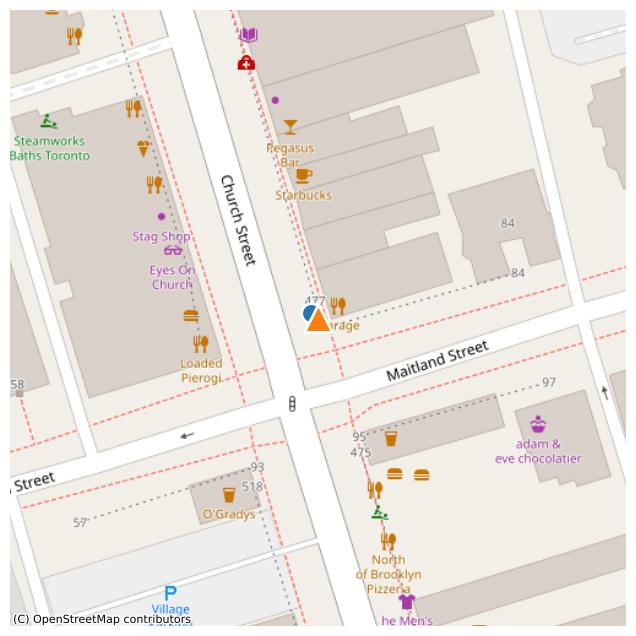 Steamworks
Baths Toronto
Pegasus
Bar
Starbucks
Church Street
Stag Shop
Eyes On
Church
84
84
477
arage
Loaded
Pierogi
58
Maitland Street
97
95
475
adam &
eve chocolatier
Street
93
518
57
O'Gradys
North
of Brooklyn
Pizzeria
P
Village
he Men's
(C) OpenStreetMap contributors